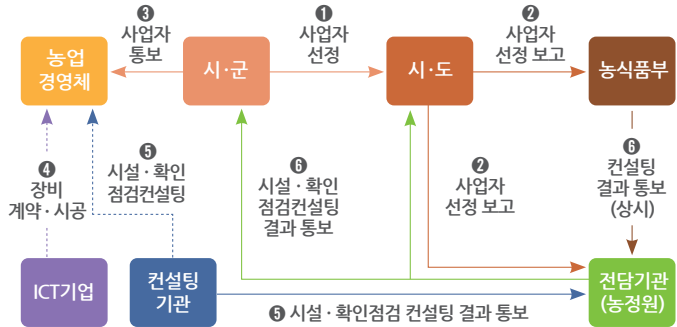 ❸
사업자
통보
❶
사업자
선정
❷
사업자
선정 보고
농업
경영체
시·군
시·도
농식품부
❹
장비
계약·시공
❺
시설·확인
점검컨설팅
❻
시설·확인
점검컨설팅
결과 통보
❷
사업자
선정 보고
❻
컨설팅
결과 통보
(상시)
ICT기업
컨설팅
기관
전담기관
(농정원)
❺ 시설·확인점검 컨설팅 결과 통보